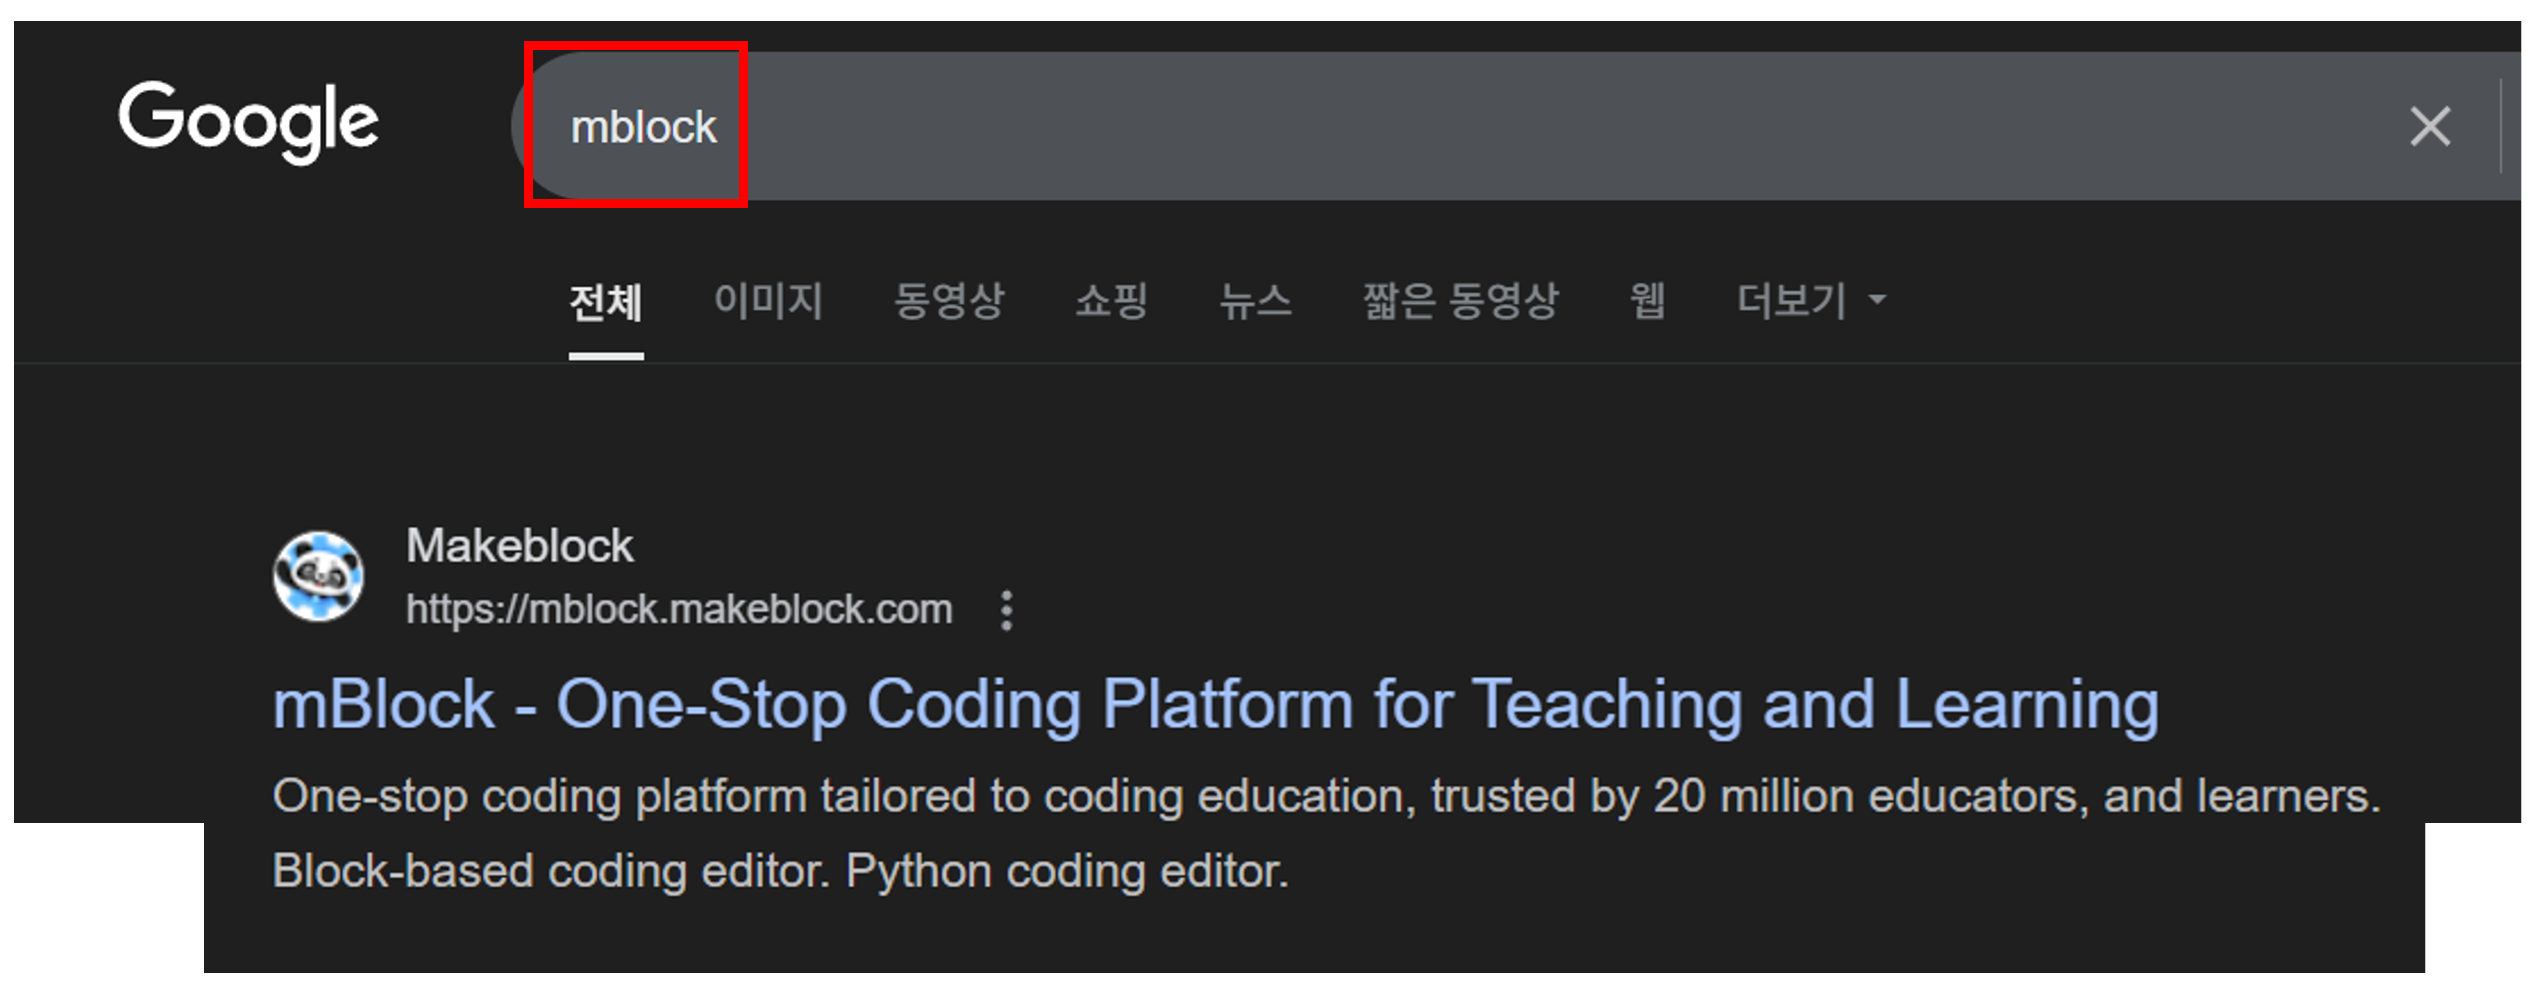 Google
mblock
전체 이미지 동영상 쇼핑 뉴스 짧은 동영상 웹 더보기
Makeblock
https://mblock.makeblock.com
mBlock - One-Stop Coding Platform for Teaching and Learning
One-stop coding platform tailored to coding education, trusted by 20 million educators, and learners.
Block-based coding editor. Python coding editor.